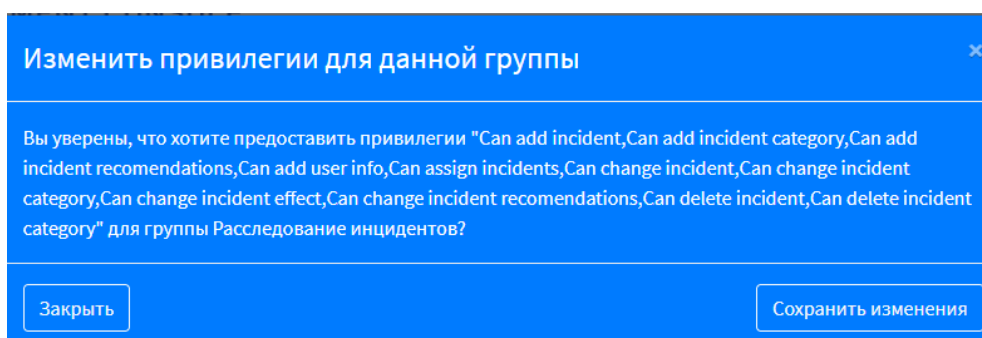 Изменить привилегии для данной группы
×
Вы уверены, что хотите предоставить привилегии "Can add incident,Can add incident category,Can add
incident recomendations,Can add user info,Can assign incidents,Can change incident,Can change incident
category,Can change incident effect,Can change incident recomendations,Can delete incident,Can delete incident
category" для группы Расследование инцидентов?
Закрыть
Сохранить изменения